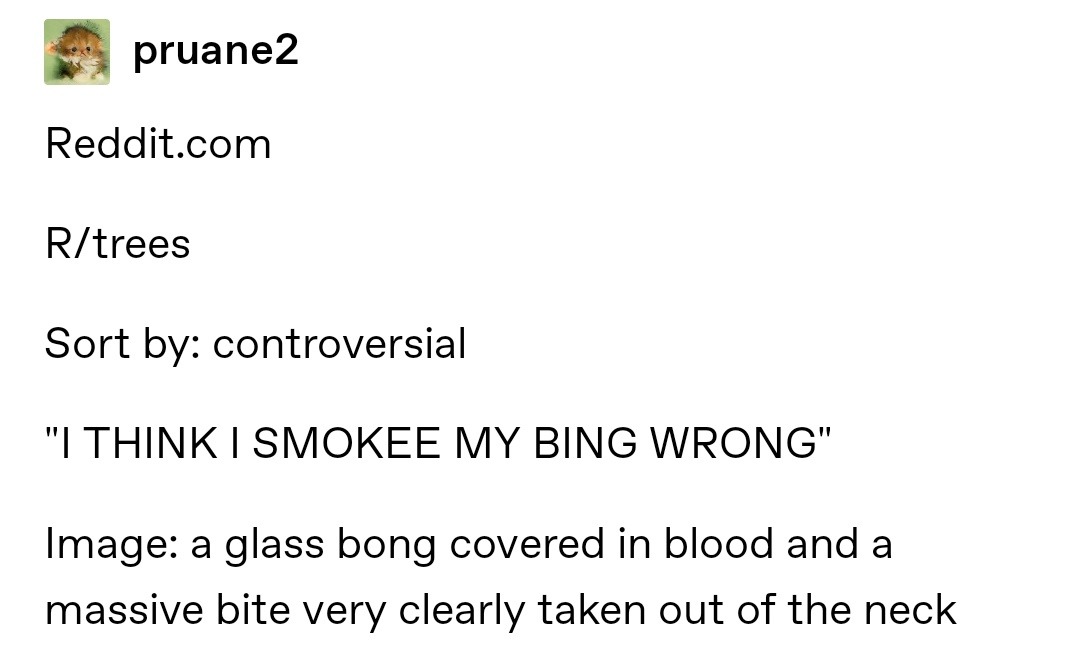 pruane2
Reddit.com
R/trees
Sort by: controversial
"I THINK I SMOKEE MY BING WRONG"
Image: a glass bong covered in blood and a
massive bite very clearly taken out of the neck